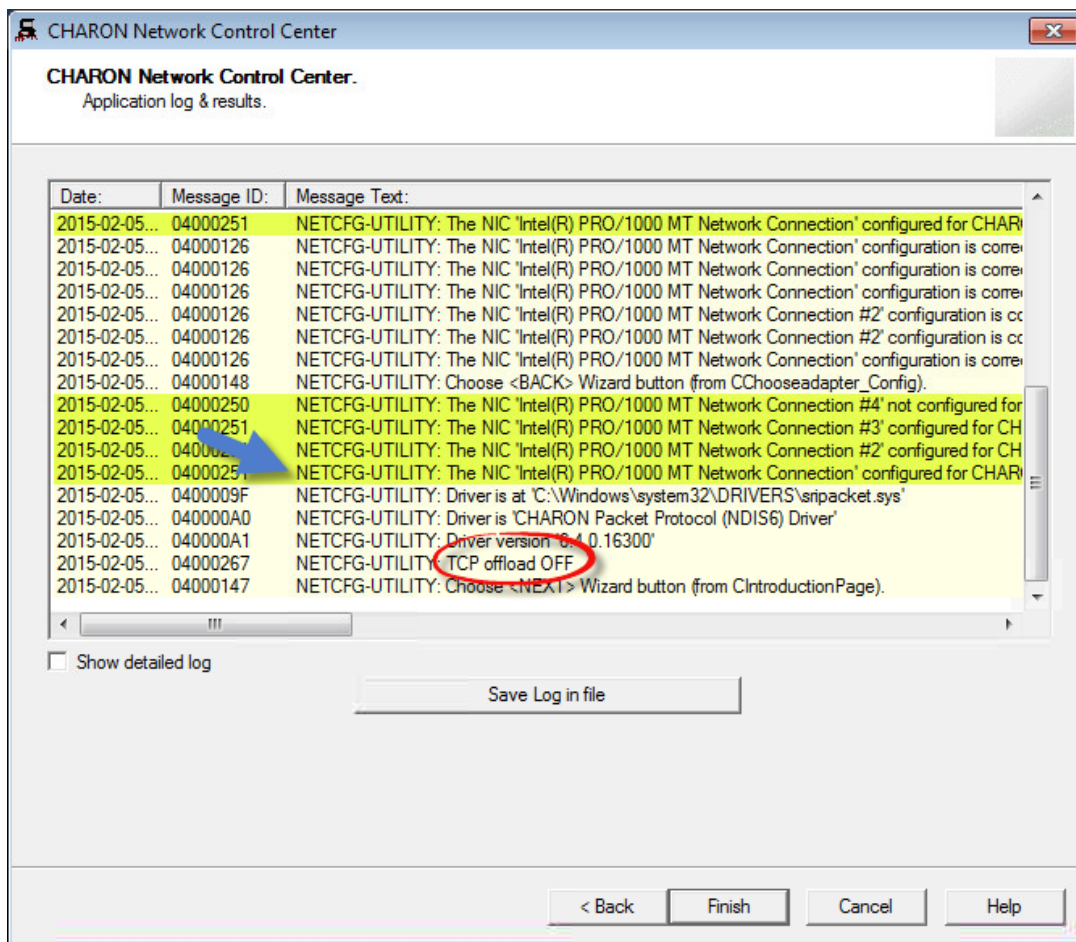 CHARON Network Control Center
CHARON Network Control Center.
Application log & results.
Date: Message ID: Message Text:
2015-02-05... 04000251 NETCFG-UTILITY: The NIC 'Intel(R) PRO/1000 MT Network Connection' configured for CHAR
2015-02-05... 04000126 NETCFG-UTILITY: The NIC 'Intel(R) PRO/1000 MT Network Connection' configuration is corre
2015-02-05... 04000126 NETCFG-UTILITY: The NIC 'Intel(R) PRO/1000 MT Network Connection' configuration is corre
2015-02-05... 04000126 NETCFG-UTILITY: The NIC 'Intel(R) PRO/1000 MT Network Connection' configuration is corre
2015-02-05... 04000126 NETCFG-UTILITY: The NIC 'Intel(R) PRO/1000 MT Network Connection #2' configuration is cc
2015-02-05... 04000126 NETCFG-UTILITY: The NIC 'Intel(R) PRO/1000 MT Network Connection #2' configuration is cc
2015-02-05... 04000126 NETCFG-UTILITY: The NIC 'Intel(R) PRO/1000 MT Network Connection' configuration is corre
2015-02-05... 04000148 NETCFG-UTILITY: Choose <BACK> Wizard button (from CChooseadapter_Config).
2015-02-05... 04000250 NETCFG-UTILITY: The NIC 'Intel(R) PRO/1000 MT Network Connection #4' not configured for
2015-02-05... 04000251 NETCFG-UTILITY: The NIC 'Intel(R) PRO/1000 MT Network Connection #3' configured for CH
2015-02-05... NETCFG-UTILITY: The NIC 'Intel(R) PRO/1000 MT Network Connection #2' configured for CH
2015-02-05... NETCFG-UTILITY: The NIC 'Intel(R) PRO/1000 MT Network Connection' configured for CHAR
2015-02-05... 0400009F NETCFG-UTILITY: Driver is at 'C:\Windows\system32\DRIVERS\sripacket.sys'
2015-02-05... 040000A0 NETCFG-UTILITY: Driver is 'CHARON Packet Protocol (NDIS6) Driver'
2015-02-05... 040000A1 NETCFG-UTILITY: Driver version '6.4.0.16300'
2015-02-05... 04000267 NETCFG-UTILITY: TCP offload OFF
2015-02-05... 04000147 NETCFG-UTILITY: Choose <NEXT> Wizard button (from CIntroductionPage).
Show detailed log
Save Log in file
< Back Finish Cancel Help